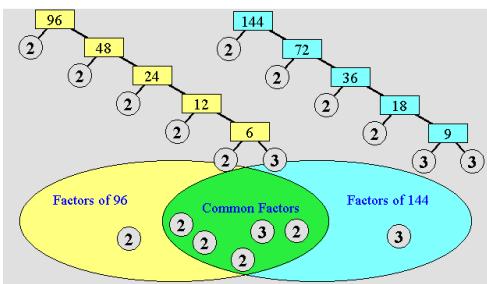 96 144
2 48 2 72
2 24 2 36
2 12 2 18
2 6 2 9
2 3 3 3
Factors of 96 Factors of 144
Common Factors
2 2 2 2 3 2 3